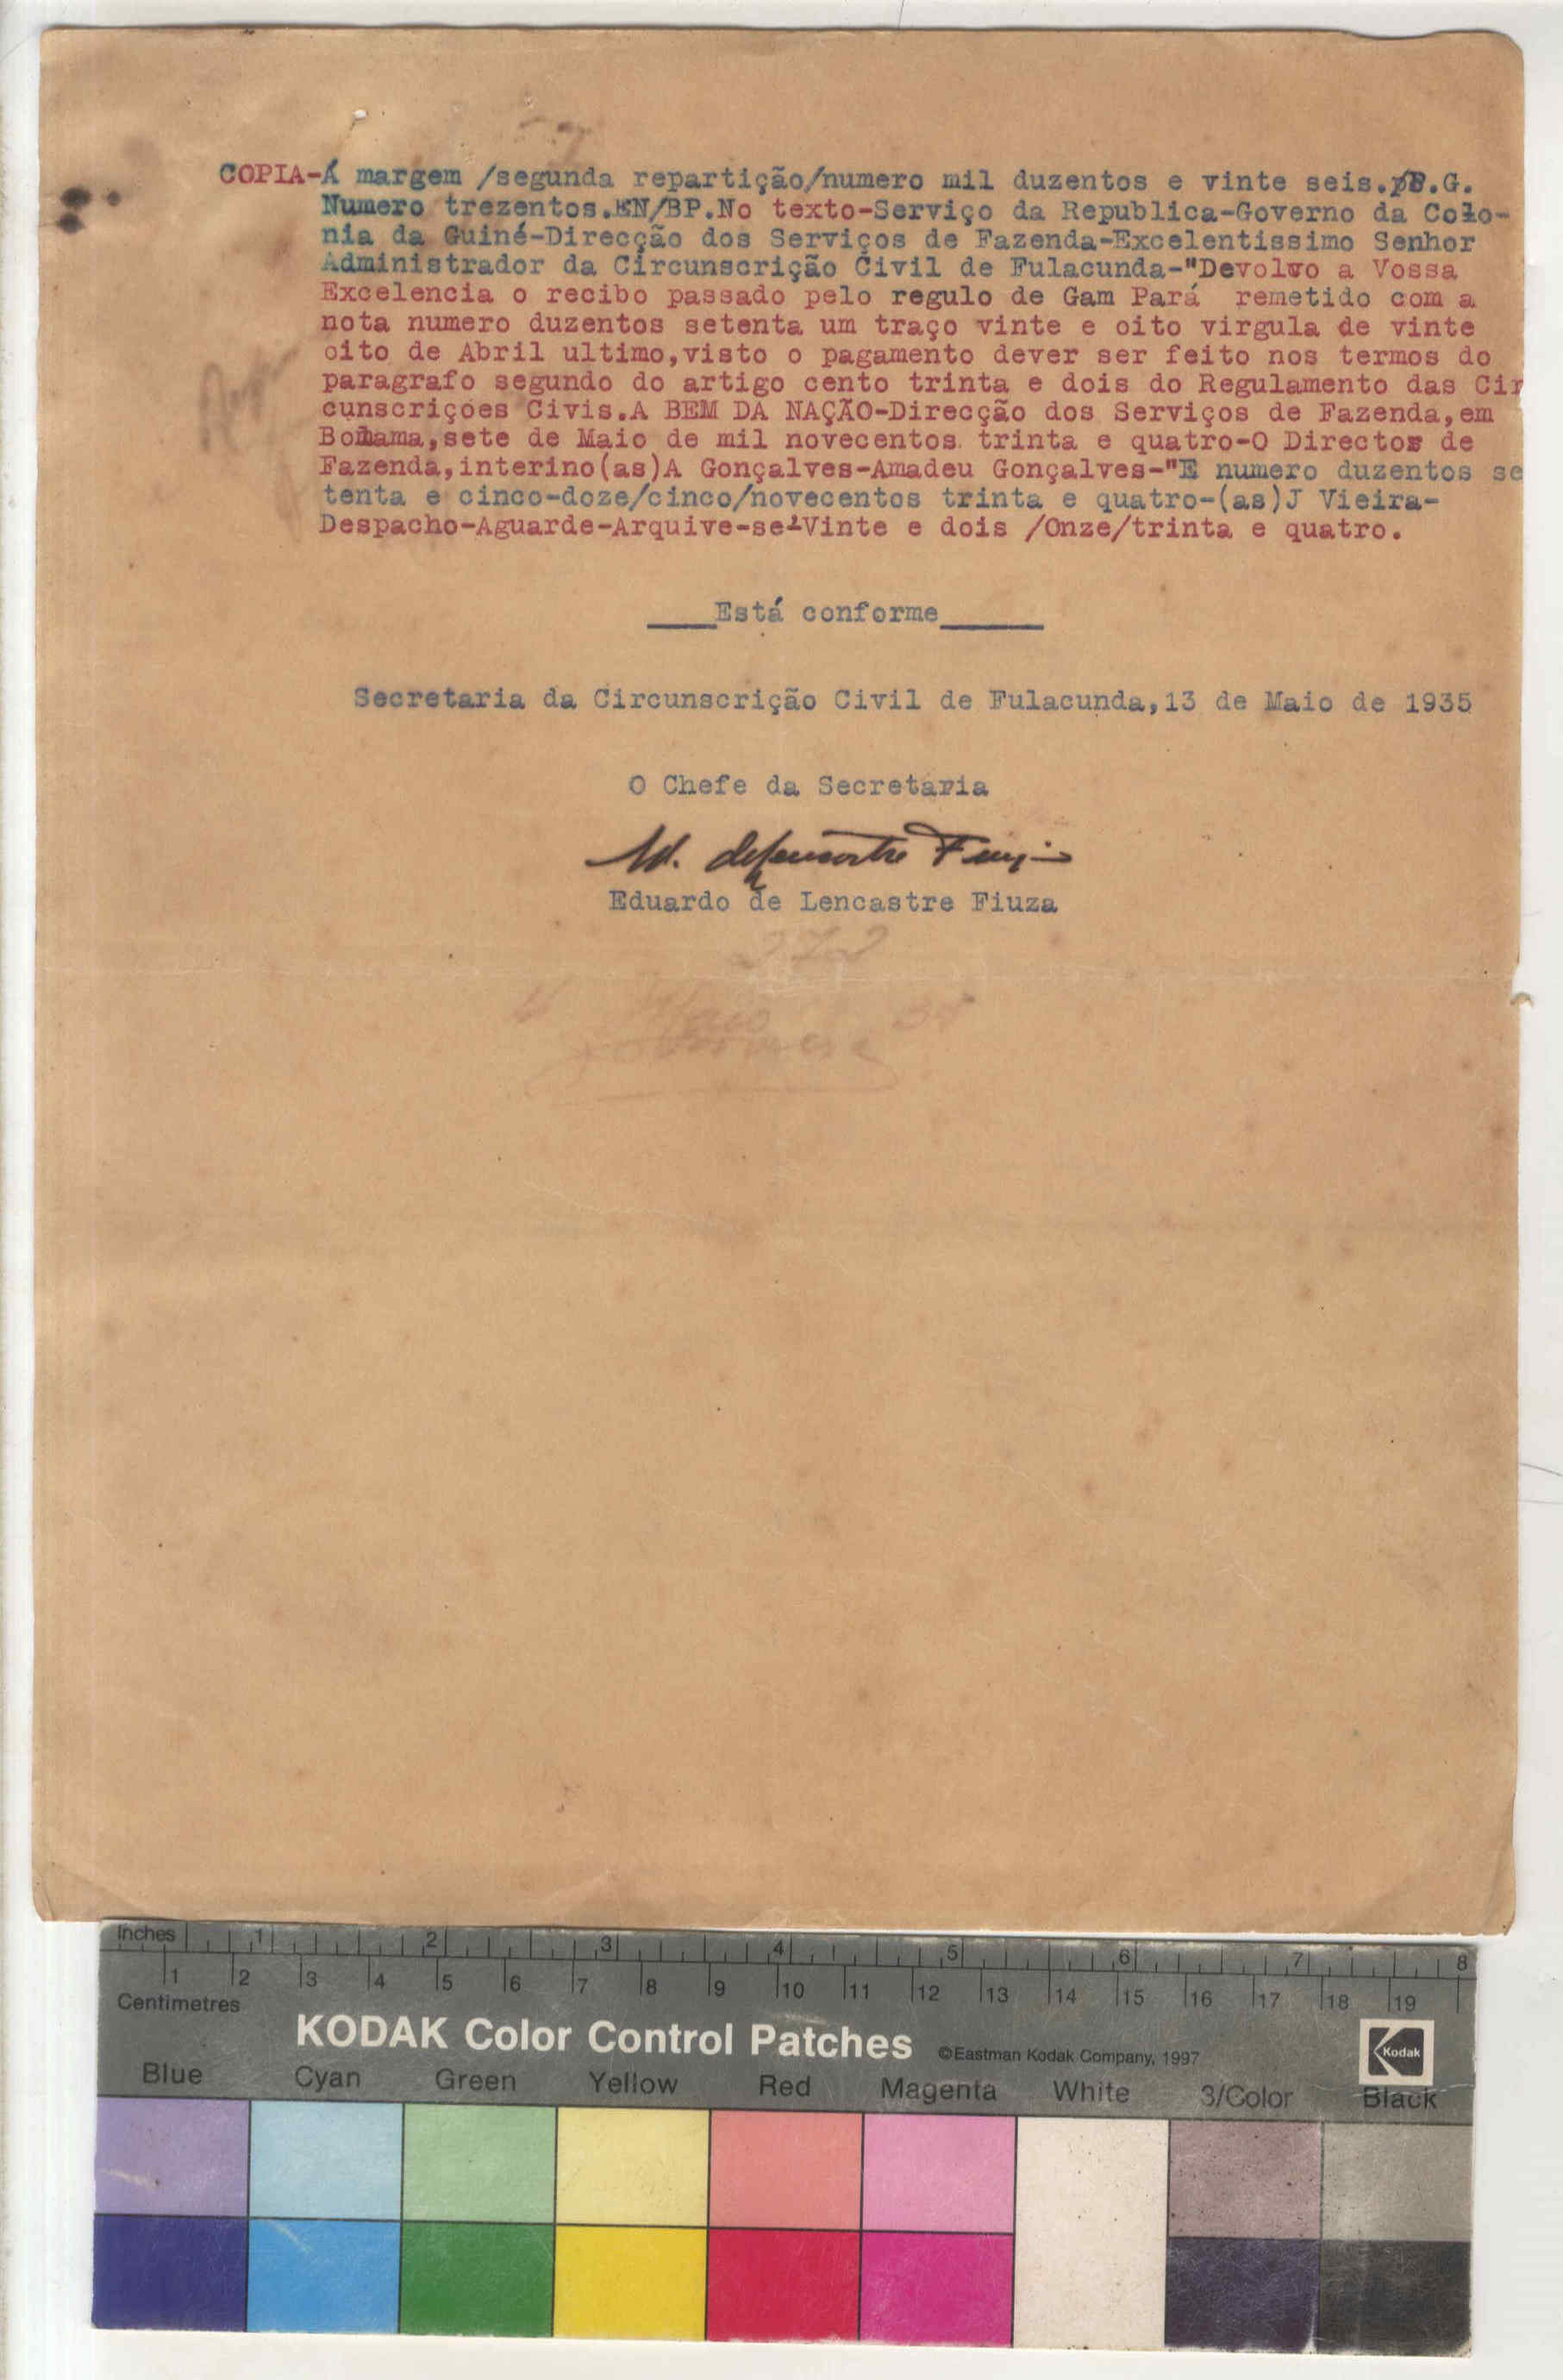 COPIA-Á margem /segunda repartição/numero mil duzentos e vinte seis. P.G.
Numero trezentos.EN/BP.No texto-Serviço da Republica-Governo da Colo-
nia da Guiné-Direcção dos Serviços de Fazenda-Excelentissimo Senhor
Administrador da Circunscrição Civil de Fulacunda-"Devolvo a Vossa
Excelencia o recibo passado pelo regulo de Gam Pará remetido com a
nota numero duzentos setenta um traço vinte e oito virgula de vinte
oito de Abril ultimo,visto o pagamento dever ser feito nos termos do
paragrafo segundo do artigo cento trinta e dois do Regulamento das Cir
cunscrições Civis.A BEM DA NAÇÃO-Direcção dos Serviços de Fazenda,em
Bolama,sete de Maio de mil novecentos trinta e quatro-O Director de
Fazenda,interino(as)A Gonçalves-Amadeu Gonçalves-"E numero duzentos se
tenta e cinco-doze/cinco/novecentos trinta e quatro-(as)J Vieira-
Despacho-Aguarde-Arquive-se-Vinte e dois /Onze/trinta e quatro.
Está conforme
Secretaria da Circunscrição Civil de Fulacunda,13 de Maio de 1935
O Chefe da Secretaria
Ed. de Lencastre Fiuza
Eduardo de Lencastre Fiuza
272
Maio
Inches 1 2 3 4 5 6 7 8
1 2 3 4 5 6 7 8 9 10 11 12 13 14 15 16 17 18 19
Centimetres
KODAK Color Control Patches ©Eastman Kodak Company, 1997 Kodak
Blue Cyan Green Yellow Red Magenta White 3/Color Black